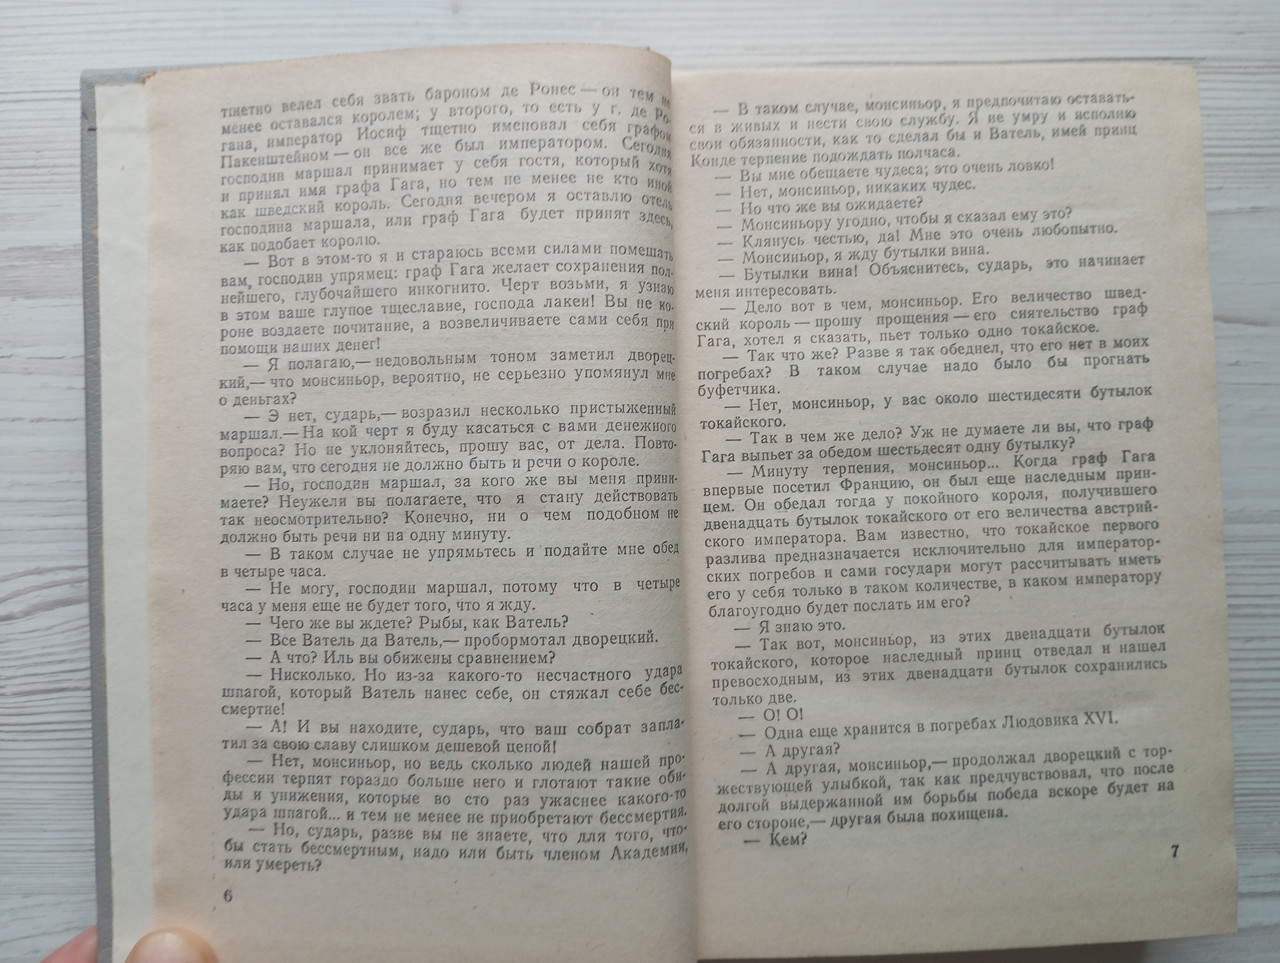 тщетно велел себя звать бароном де Ронес — он тем не
менее оставался королем; у второго, то есть у г. де Ро-
гана, император Иосиф тщетно именовал себя графом
Пакенштейном — он все же был императором. Сегодня
господин маршал принимает у себя гостя, который хотя
и принял имя графа Гага, но тем не менее не кто иной
как шведский король. Сегодня вечером я оставлю отель
господина маршала, или граф Гага будет принят здесь,
как подобает королю.
— Вот в этом-то я и стараюсь всеми силами помешать
вам, господин упрямец: граф Гага желает сохранения пол-
нейшего, глубочайшего инкогнито. Черт возьми, я узнаю
в этом ваше глупое тщеславие, господа лакеи! Вы не ко-
роне воздаете почитание, а возвеличиваете сами себя при
помощи наших денег!
— Я полагаю,— недовольным тоном заметил дворец-
кий,— что монсиньор, вероятно, не серьезно упомянул мне
о деньгах?
— Э нет, сударь,— возразил несколько пристыженный
маршал.— На кой черт я буду касаться с вами денежного
вопроса? Но не уклоняйтесь, прошу вас, от дела. Повто-
ряю вам, что сегодня не должно быть и речи о короле.
— Но, господин маршал, за кого же вы меня прини-
маете? Неужели вы полагаете, что я стану действовать
так неосмотрительно? Конечно, ни о чем подобном не
должно быть речи ни на одну минуту.
— В таком случае не упрямьтесь и подайте мне обед
в четыре часа.
— Не могу, господин маршал, потому что в четыре
часа у меня еще не будет того, что я жду.
— Чего же вы ждете? Рыбы, как Ватель?
— Все Ватель да Ватель,— пробормотал дворецкий.
— А что? Иль вы обижены сравнением?
— Нисколько. Но из-за какого-то несчастного удара
шпагой, который Ватель нанес себе, он стяжал себе бес-
смертие!
— А! И вы находите, сударь, что ваш собрат запла-
тил за свою славу слишком дешевой ценой!
— Нет, монсиньор, но ведь сколько людей нашей про-
фессии терпят гораздо больше него и глотают такие оби-
ды и унижения, которые во сто раз ужаснее какого-то
удара шпагой... и тем не менее не приобретают бессмертия.
— Но, сударь, разве вы не знаете, что для того, что-
бы стать бессмертным, надо или быть членом Академии,
или умереть?
6
— В таком случае, монсиньор, я предпочитаю оставать-
ся в живых и нести свою службу. Я не умру и исполню
свои обязанности, как то сделал бы и Ватель, имей принц
Конде терпение подождать полчаса.
— Вы мне обещаете чудеса; это очень ловко!
— Нет, монсиньор, никаких чудес.
— Но что же вы ожидаете?
— Монсиньору угодно, чтобы я сказал ему это?
— Клянусь честью, да! Мне это очень любопытно.
— Монсиньор, я жду бутылки вина.
— Бутылки вина! Объяснитесь, сударь, это начинает
меня интересовать.
— Дело вот в чем, монсиньор. Его величество швед-
ский король — прошу прощения — его сиятельство граф
Гага, хотел я сказать, пьет только одно токайское.
— Так что же? Разве я так обеднел, что его нет в моих
погребах? В таком случае надо было бы прогнать
буфетчика.
— Нет, монсиньор, у вас около шестидесяти бутылок
токайского.
— Так в чем же дело? Уж не думаете ли вы, что граф
Гага выпьет за обедом шестьдесят одну бутылку?
— Минуту терпения, монсиньор... Когда граф Гага
впервые посетил Францию, он был еще наследным прин-
цем. Он обедал тогда у покойного короля, получившего
двенадцать бутылок токайского от его величества австрий-
ского императора. Вам известно, что токайское первого
разлива предназначается исключительно для император-
ских погребов и сами государи могут рассчитывать иметь
его у себя только в таком количестве, в каком императору
благоугодно будет послать им его?
— Я знаю это.
— Так вот, монсиньор, из этих двенадцати бутылок
токайского, которое наследный принц отведал и нашел
превосходным, из этих двенадцати бутылок сохранились
только две.
— О! О!
— Одна еще хранится в погребах Людовика XVI.
— А другая?
— А другая, монсиньор,— продолжал дворецкий с тор-
жествующей улыбкой, так как предчувствовал, что после
долгой выдержанной им борьбы победа вскоре будет на
его стороне,— другая была похищена.
— Кем?
7